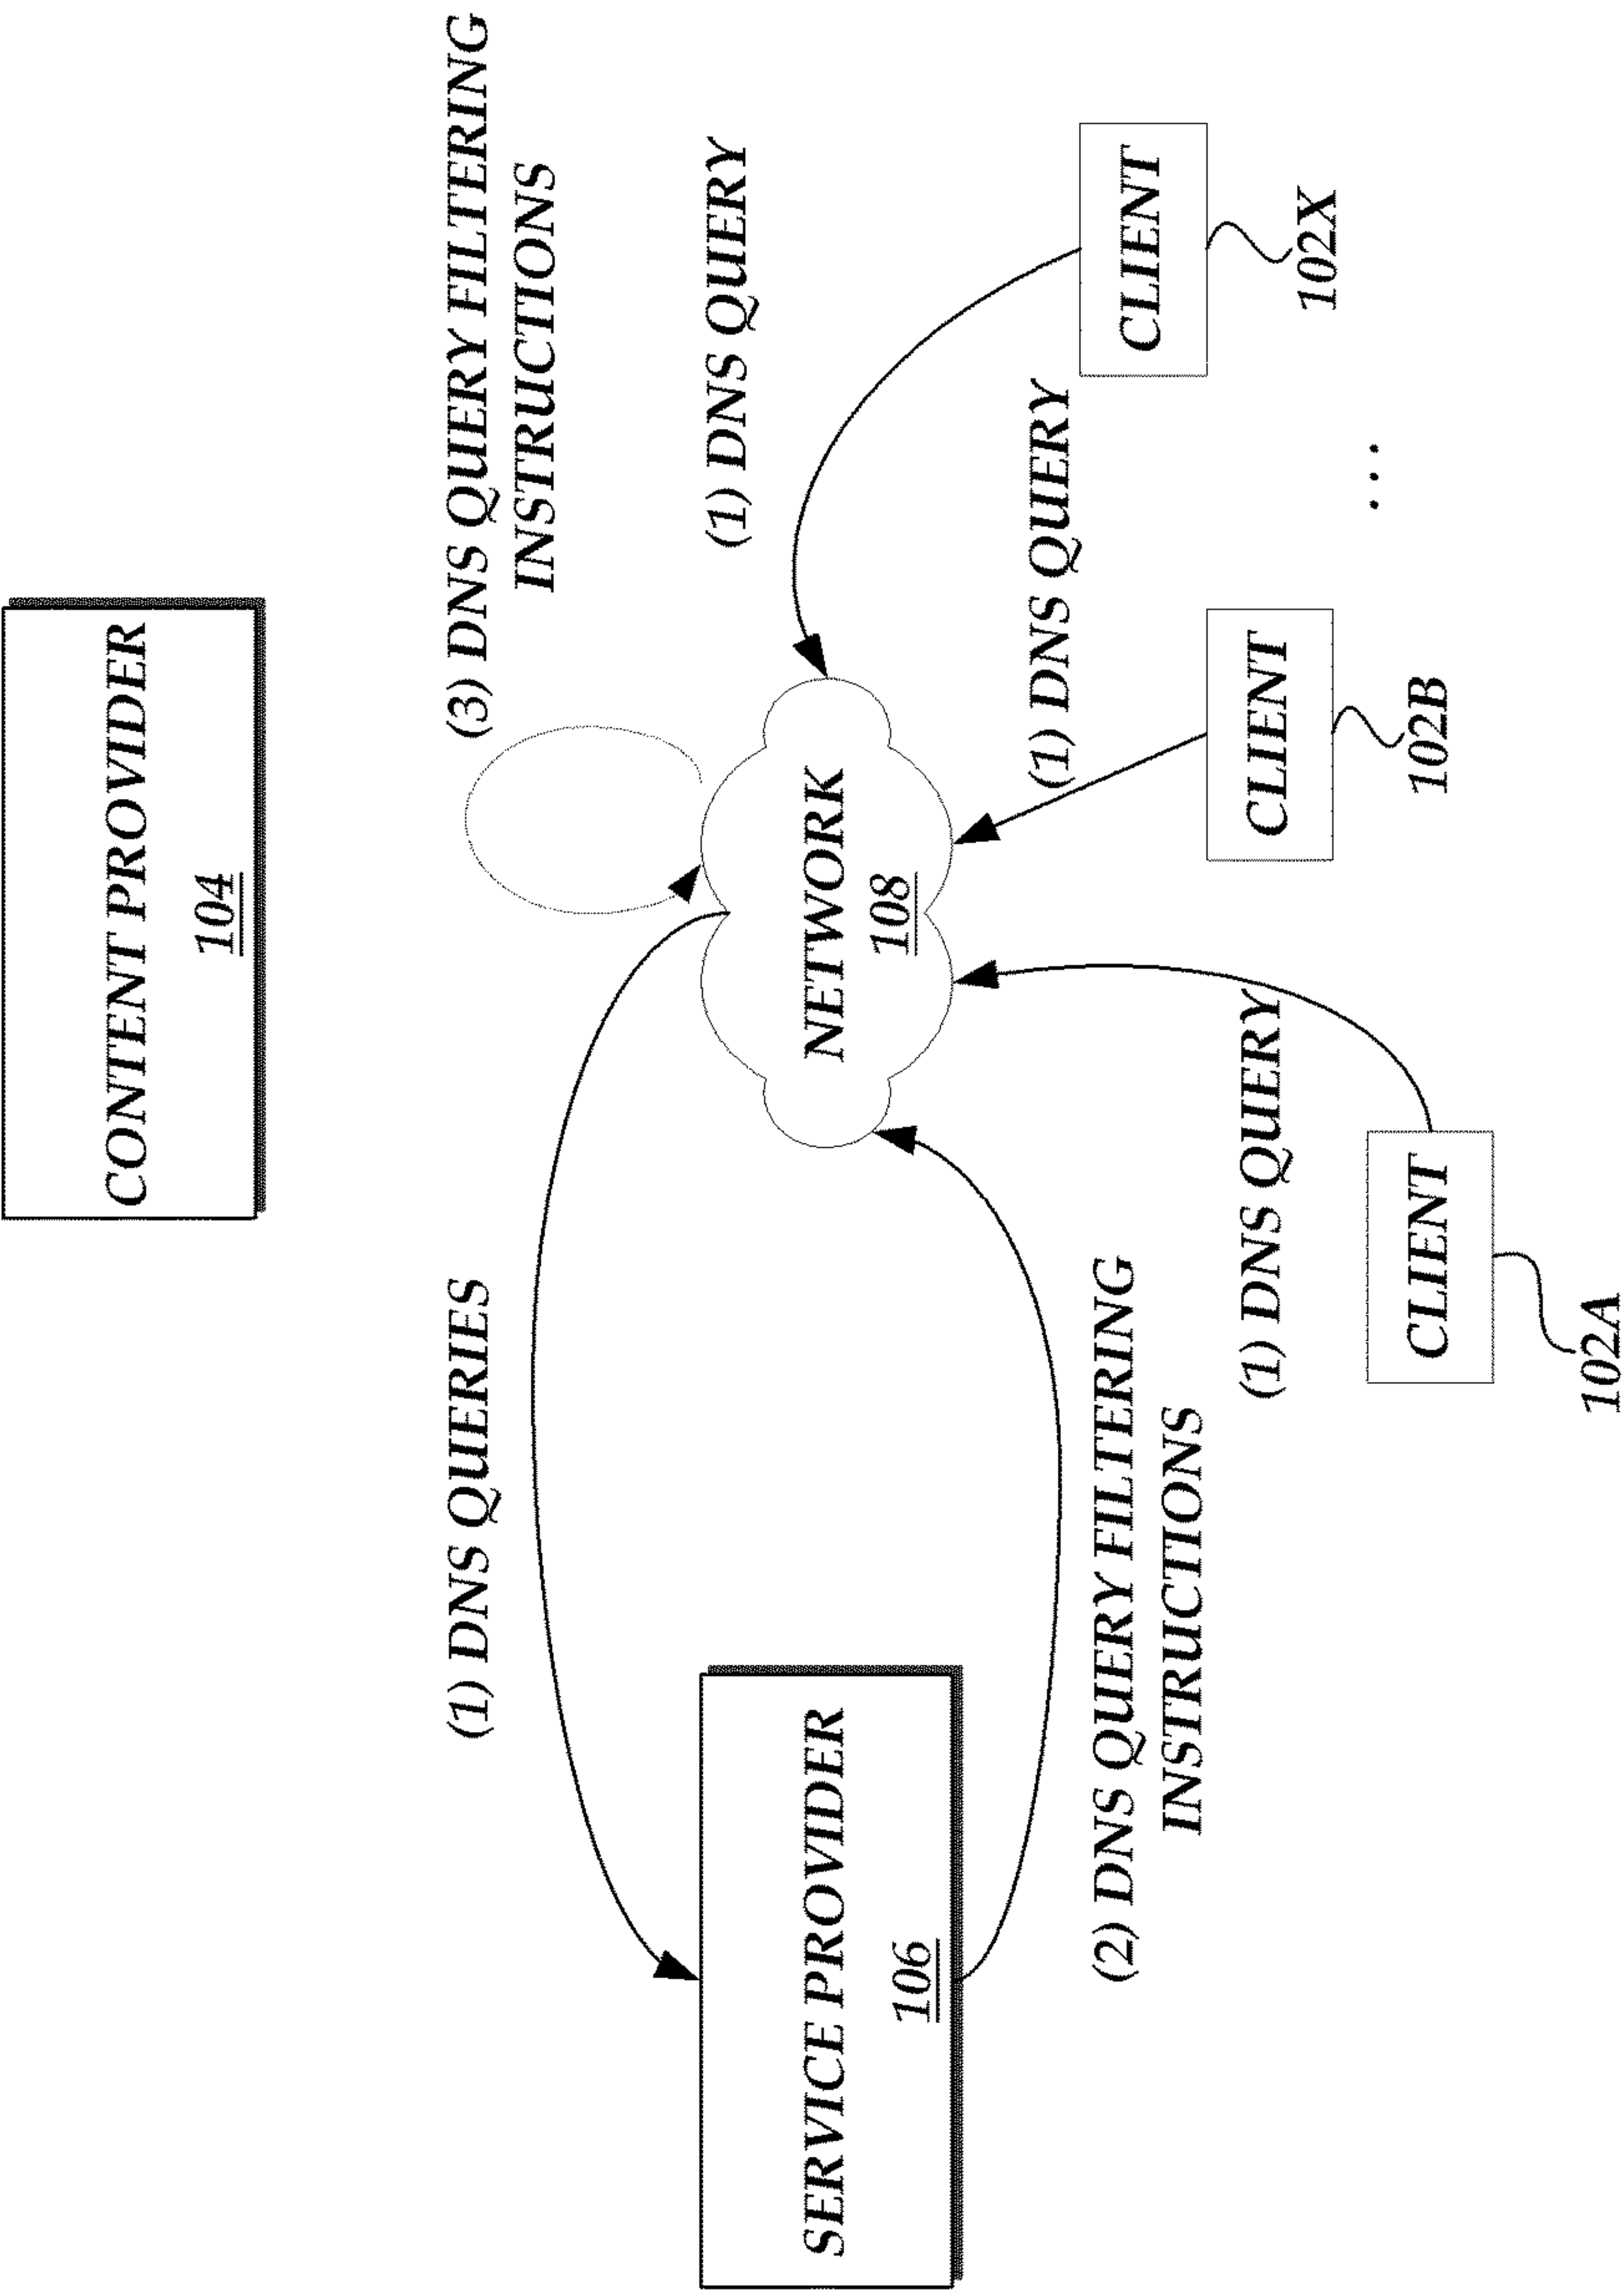 CONTENT PROVIDER
104
(1) DNS QUERIES
(3) DNS QUERY FILTERING
INSTRUCTIONS
(1) DNS QUERY
SERVICE PROVIDER
106
NETWORK
108
(2) DNS QUERY FILTERING
INSTRUCTIONS
(1) DNS QUERY
(1) DNS QUERY
CLIENT
102A
CLIENT
102B
...
CLIENT
102X